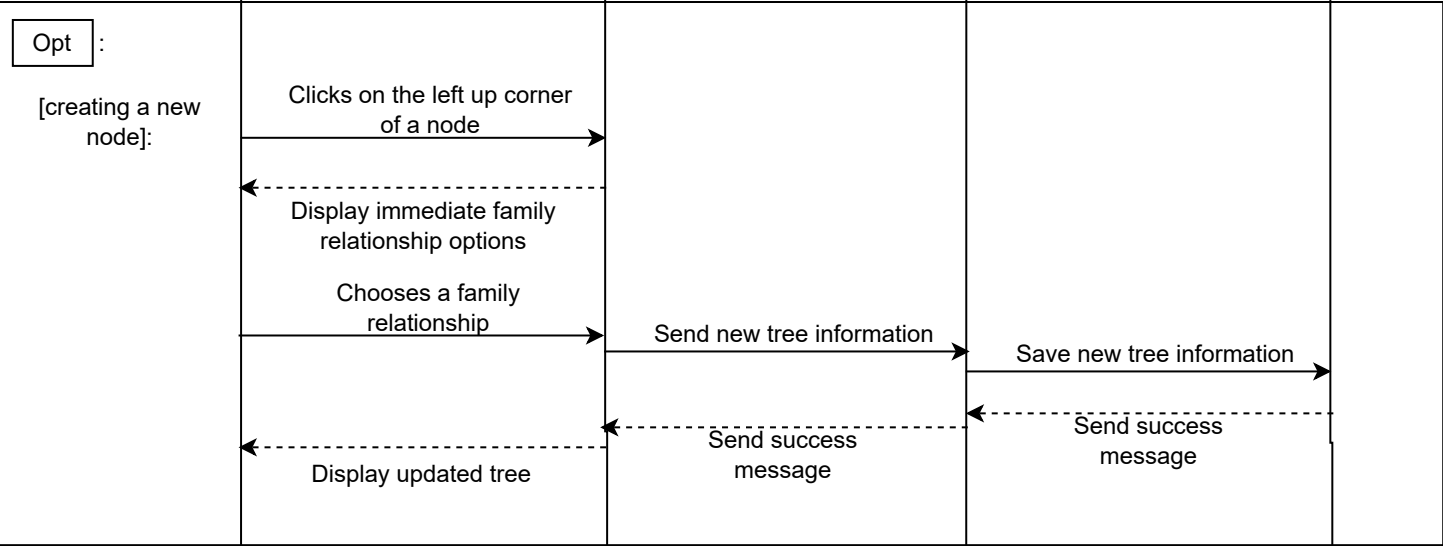 Opt :
[creating a new
node]:
Clicks on the left up corner
of a node
Display immediate family
relationship options
Chooses a family
relationship
Send new tree information
Save new tree information
Send success
message
Send success
message
Display updated tree